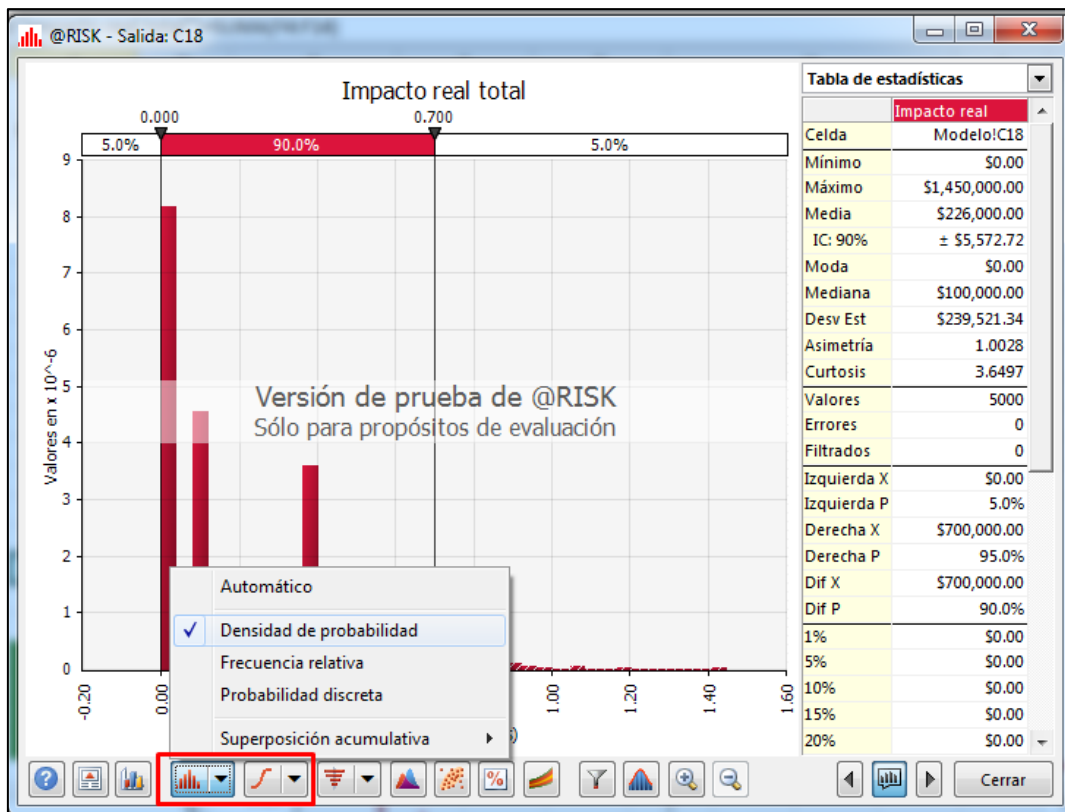 @RISK - Salida: C18
Impacto real total
0.000 0.700
5.0% 90.0% 5.0%
Valores en x 10^-6
9
8
7
6
5
4
3
2
1
0
-0.20 0.00 1.00 1.20 1.40 1.60
Versión de prueba de @RISK
Sólo para propósitos de evaluación
Automático
Densidad de probabilidad
Frecuencia relativa
Probabilidad discreta
Superposición acumulativa
Tabla de estadísticas
Impacto real
Celda Modelo!C18
Mínimo $0.00
Máximo $1,450,000.00
Media $226,000.00
IC: 90% ± $5,572.72
Moda $0.00
Mediana $100,000.00
Desv Est $239,521.34
Asimetría 1.0028
Curtosis 3.6497
Valores 5000
Errores 0
Filtrados 0
Izquierda X $0.00
Izquierda P 5.0%
Derecha X $700,000.00
Derecha P 95.0%
Dif X $700,000.00
Dif P 90.0%
1% $0.00
5% $0.00
10% $0.00
15% $0.00
20% $0.00
Cerrar